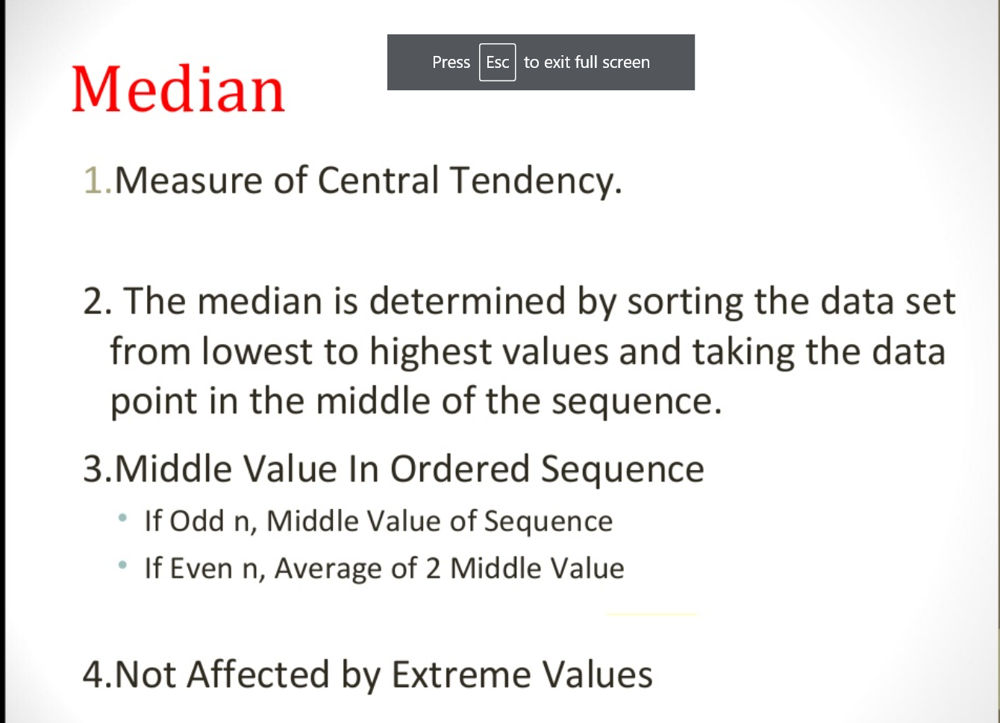 Press Esc to exit full screen
Median
1.Measure of Central Tendency.
2. The median is determined by sorting the data set
from lowest to highest values and taking the data
point in the middle of the sequence.
3.Middle Value In Ordered Sequence
• If Odd n, Middle Value of Sequence
• If Even n, Average of 2 Middle Value
4.Not Affected by Extreme Values